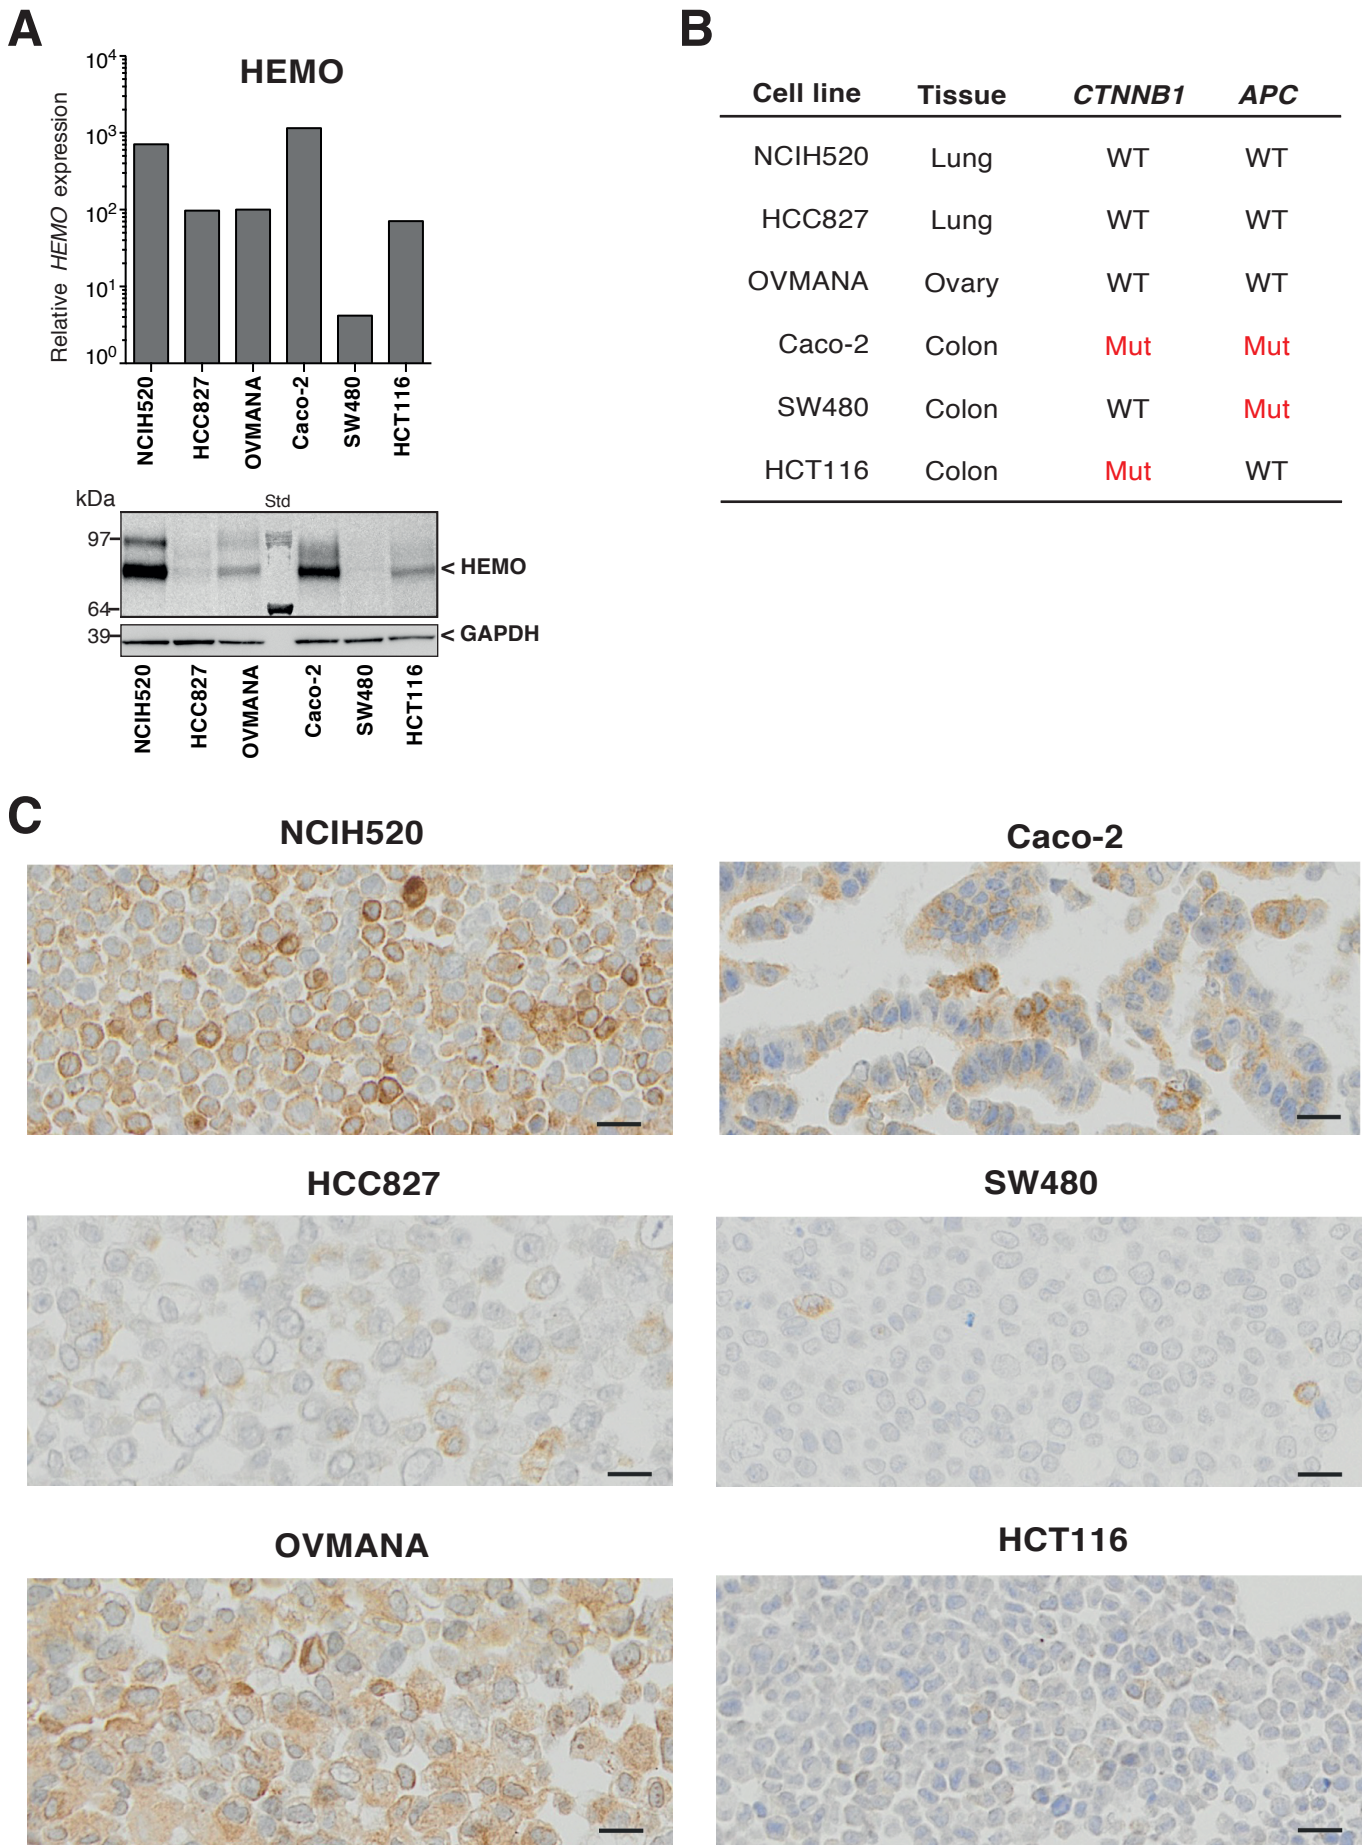 A
HEMO
Relative HEMO expression
10⁴
10³
10²
10¹
10⁰
NCIH520
HCC827
OVMANA
Caco-2
SW480
HCT116
kDa
Std
97
< HEMO
64
39
< GAPDH
NCIH520
HCC827
OVMANA
Caco-2
SW480
HCT116
B
Cell line Tissue CTNNB1 APC
NCIH520 Lung WT WT
HCC827 Lung WT WT
OVMANA Ovary WT WT
Caco-2 Colon Mut Mut
SW480 Colon WT Mut
HCT116 Colon Mut WT
C
NCIH520
Caco-2
HCC827
SW480
OVMANA
HCT116